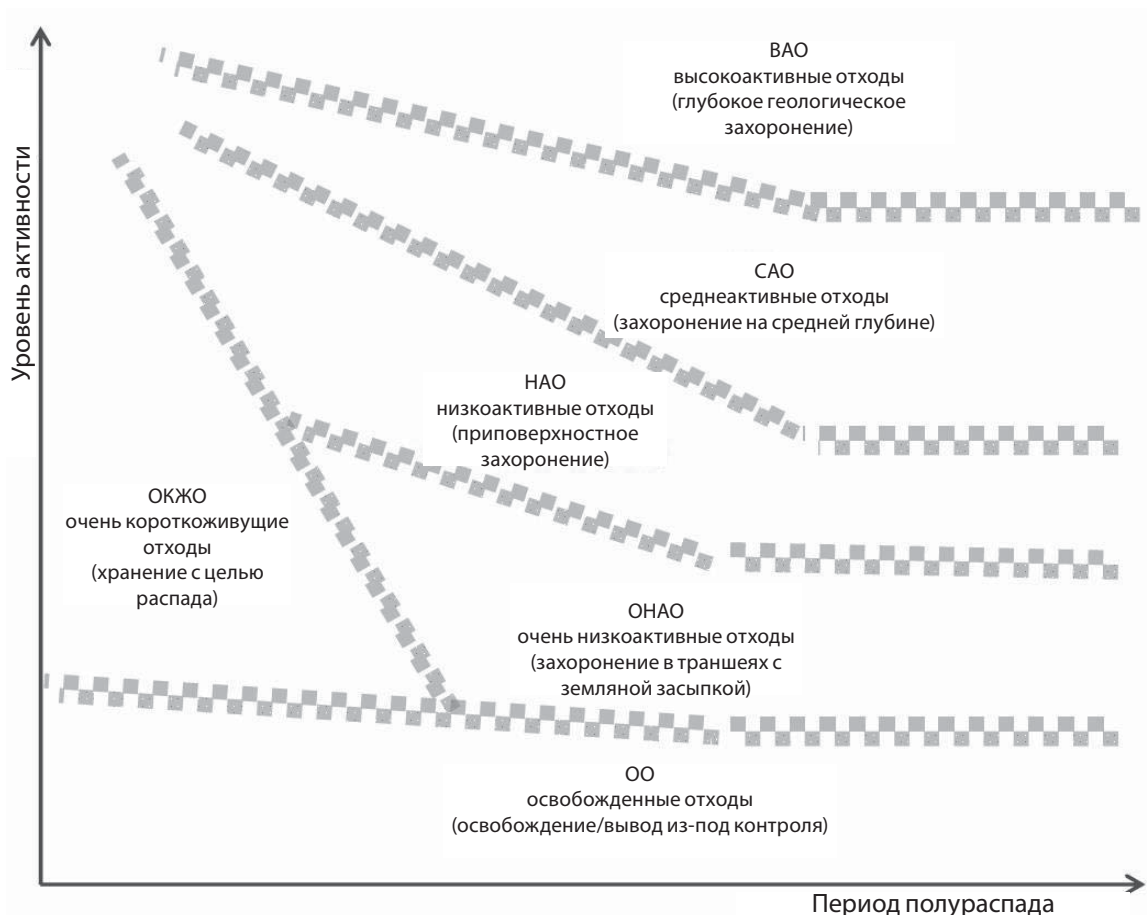 Уровень активности
ВАО
высокоактивные отходы
(глубокое геологическое
захоронение)
САО
среднеактивные отходы
(захоронение на средней глубине)
НАО
низкоактивные отходы
(приповерхностное
захоронение)
ОКЖО
очень короткоживущие
отходы
(хранение с целью
распада)
ОНАО
очень низкоактивные отходы
(захоронение в траншеях с
земляной засыпкой)
ОО
освобожденные отходы
(освобождение/вывод из-под контроля)
Период полураспада